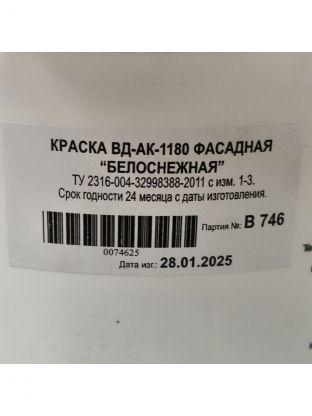 КРАСКА ВД-АК-1180 ФАСАДНАЯ
“БЕЛОСНЕЖНАЯ”
ТУ 2316-004-32998388-2011 с изм. 1-3.
Срок годности 24 месяца с даты изготовления.
Партия №: В 746
0074625
Дата изг.: 28.01.2025